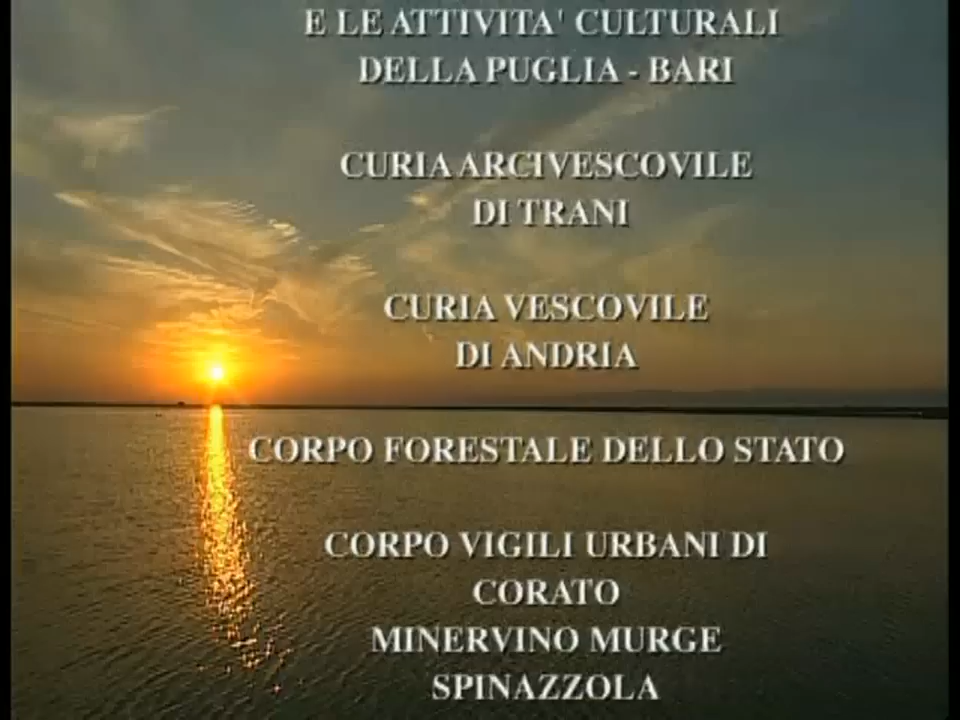 E LE ATTIVITA' CULTURALI
DELLA PUGLIA - BARI
CURIA ARCIVESCOVILE
DI TRANI
CURIA VESCOVILE
DI ANDRIA
CORPO FORESTALE DELLO STATO
CORPO VIGILI URBANI DI
CORATO
MINERVINO MURGE
SPINAZZOLA